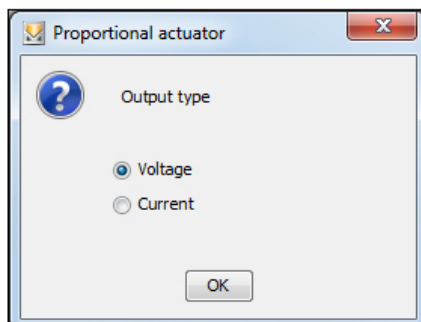 Proportional actuator
Output type
Voltage
Current
OK